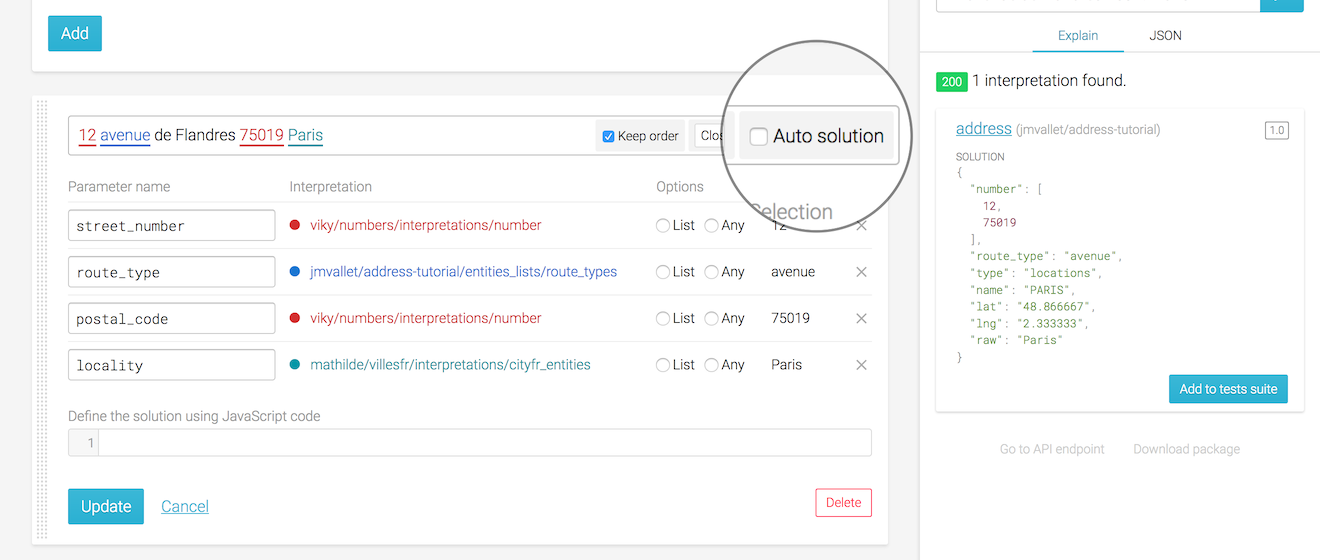 Add
12 avenue de Flandres 75019 Paris
Keep order
Clos
Auto solution
Parameter name
Interpretation
Options
Selection
street_number
viky/numbers/interpretations/number
List
Any
12
route_type
jmvallet/address-tutorial/entities_lists/route_types
List
Any
avenue
postal_code
viky/numbers/interpretations/number
List
Any
75019
locality
mathilde/villesfr/interpretations/cityfr_entities
List
Any
Paris
Define the solution using JavaScript code
1
Update
Cancel
Delete
Explain
JSON
200 1 interpretation found.
address (jmvallet/address-tutorial)
1.0
SOLUTION
{
"number": [
12,
75019
],
"route_type": "avenue",
"type": "locations",
"name": "PARIS",
"lat": "48.866667",
"lng": "2.333333",
"raw": "Paris"
}
Add to tests suite
Go to API endpoint
Download package